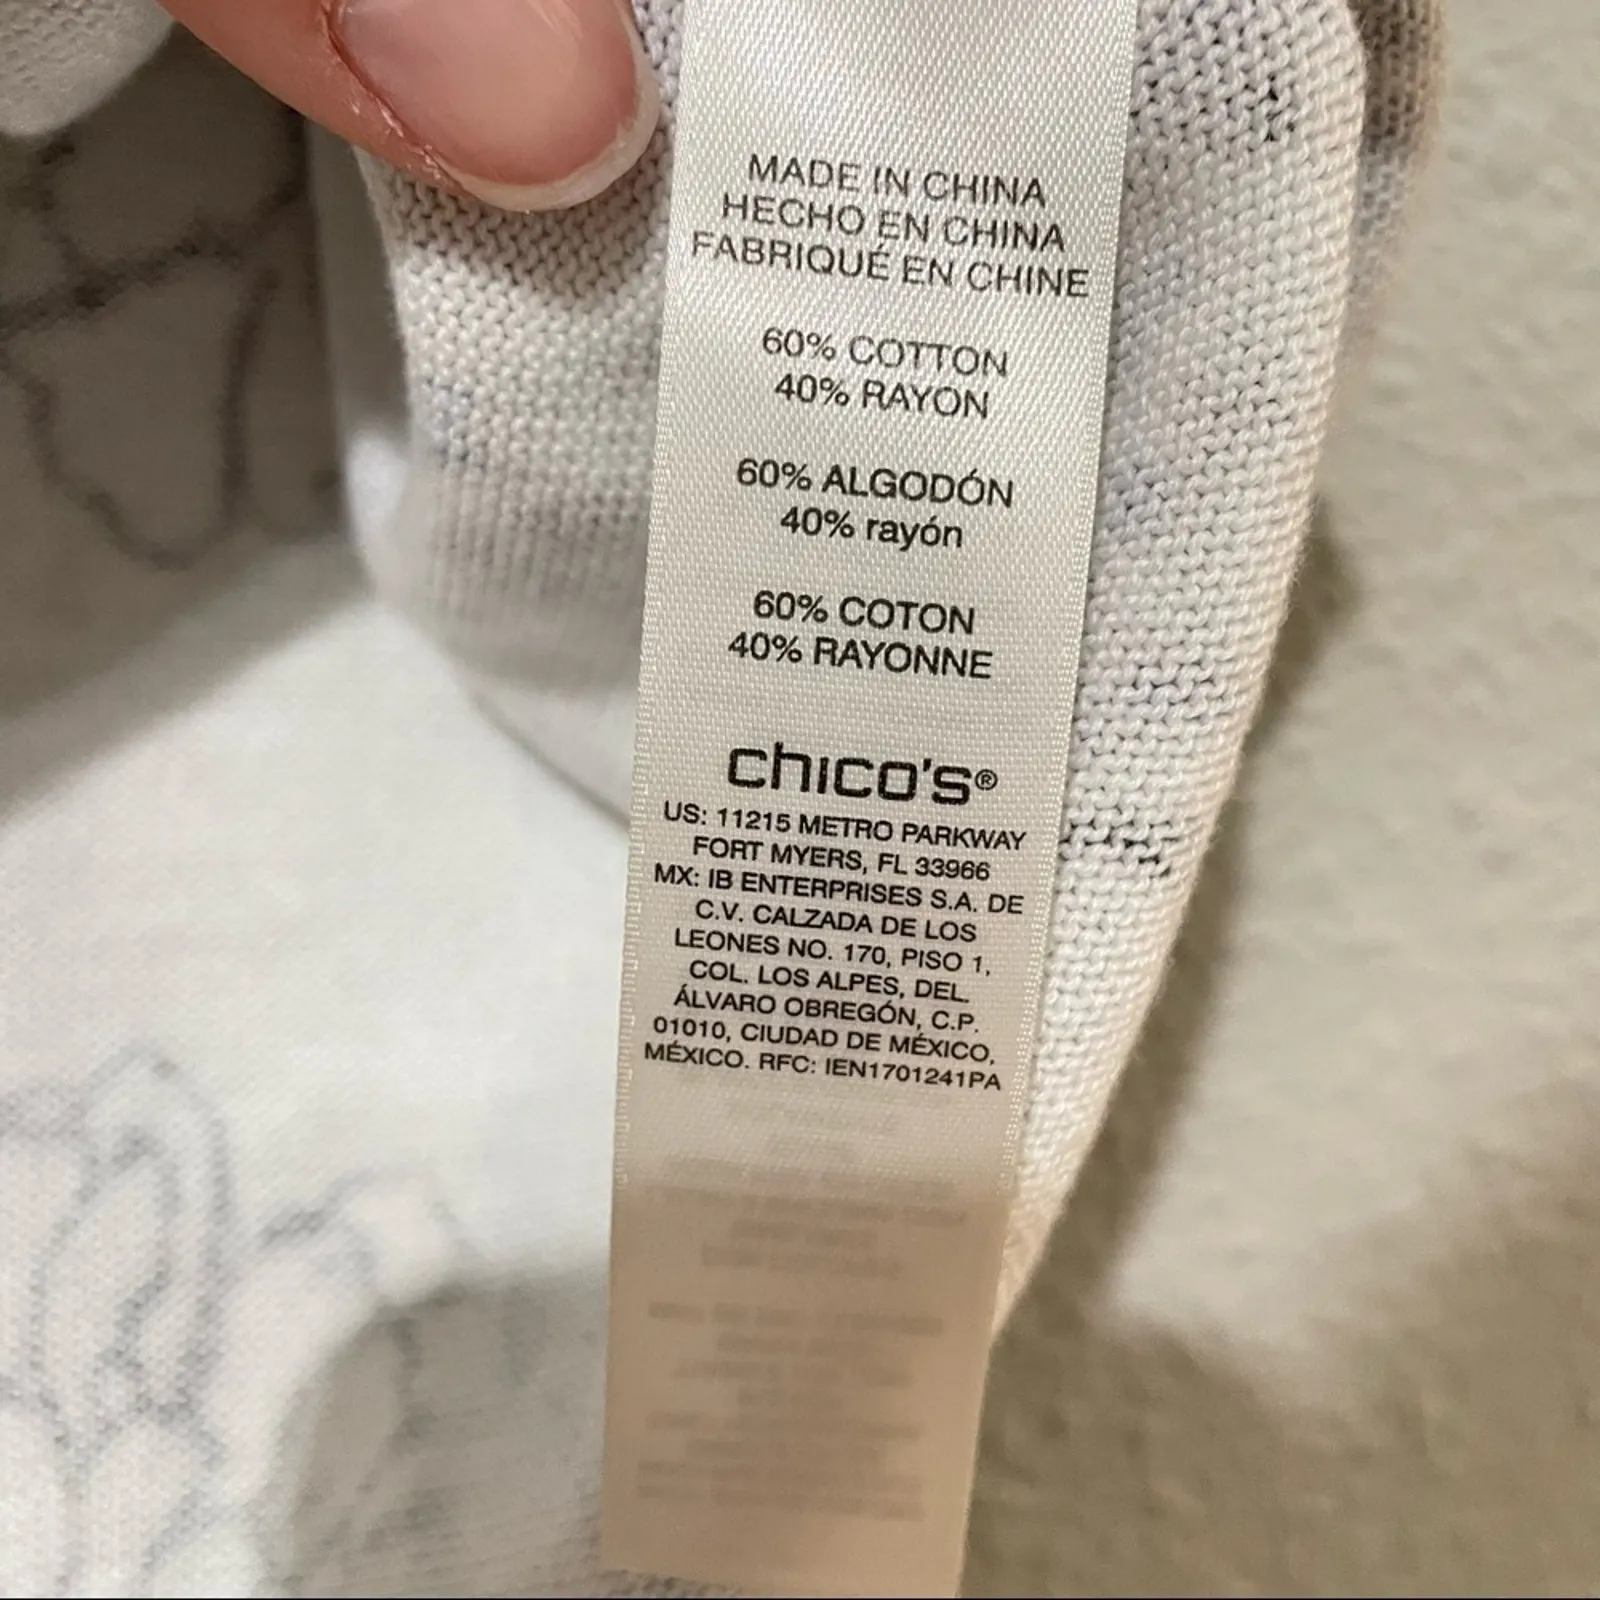 MADE IN CHINA
HECHO EN CHINA
FABRIQUÉ EN CHINE
60% COTTON
40% RAYON
60% ALGODÓN
40% rayón
60% COTON
40% RAYONNE
chico's®
US: 11215 METRO PARKWAY
FORT MYERS, FL 33966
MX: IB ENTERPRISES S.A. DE
C.V. CALZADA DE LOS
LEONES NO. 170, PISO 1,
COL. LOS ALPES, DEL.
ÁLVARO OBREGÓN, C.P.
01010, CIUDAD DE MÉXICO,
MÉXICO. RFC: IEN1701241PA